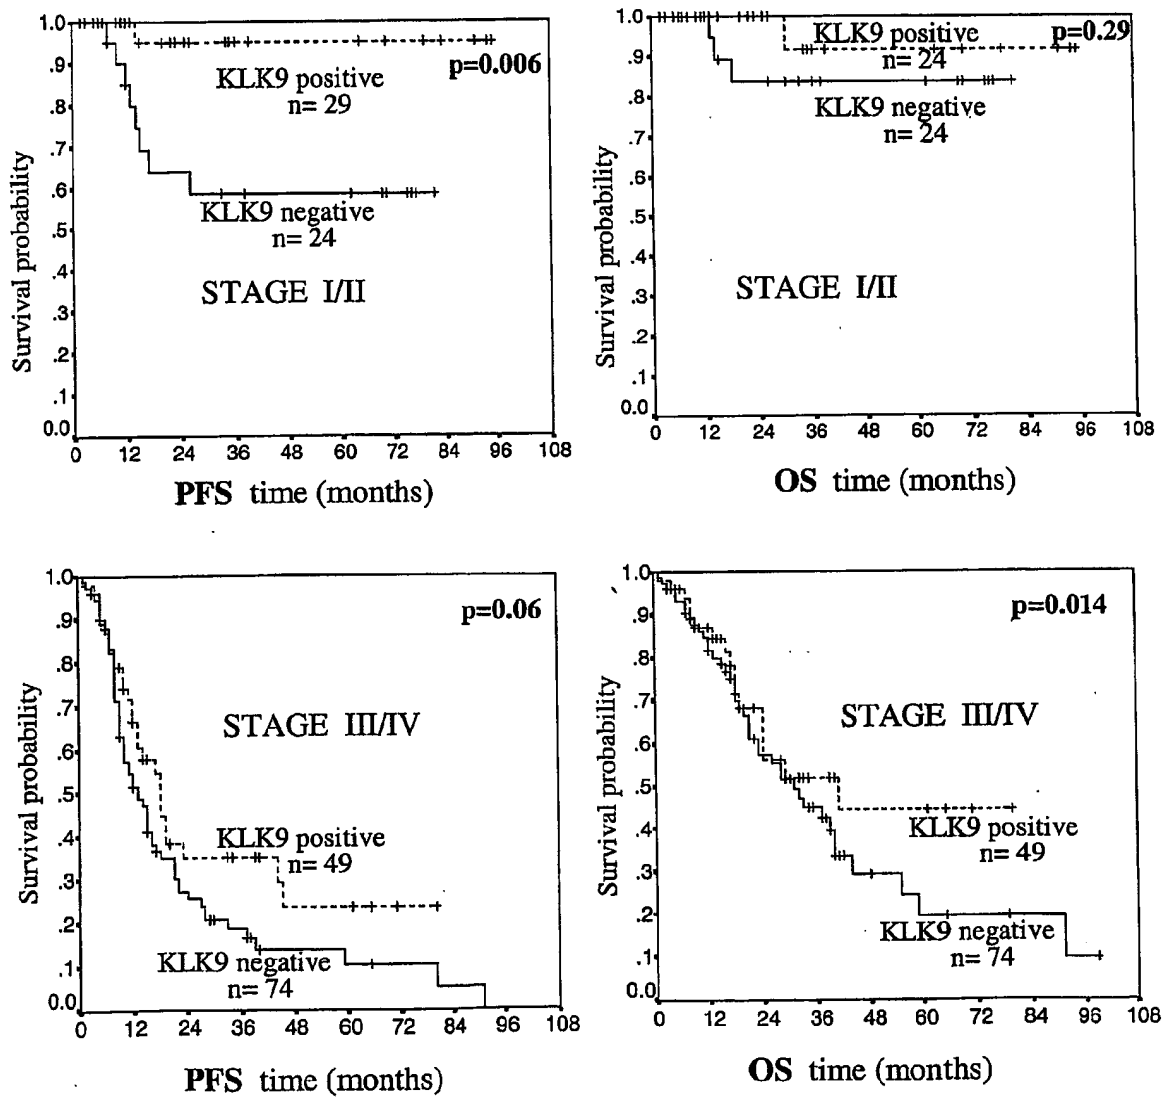 Survival probability
1.0
.9
.8
.7
.6
.5
.4
.3
.2
.1
0.0
KLK9 positive
n= 29
p=0.006
KLK9 negative
n= 24
STAGE I/II
0 12 24 36 48 60 72 84 96 108
PFS time (months)
Survival probability
1.0
.9
.8
.7
.6
.5
.4
.3
.2
.1
0.0
KLK9 positive
n= 24
p=0.29
KLK9 negative
n= 24
STAGE I/II
0 12 24 36 48 60 72 84 96 108
OS time (months)
Survival probability
1.0
.9
.8
.7
.6
.5
.4
.3
.2
.1
0.0
p=0.06
STAGE III/IV
KLK9 positive
n= 49
KLK9 negative
n= 74
0 12 24 36 48 60 72 84 96 108
PFS time (months)
Survival probability
1.0
.9
.8
.7
.6
.5
.4
.3
.2
.1
0.0
p=0.014
STAGE III/IV
KLK9 positive
n= 49
KLK9 negative
n= 74
0 12 24 36 48 60 72 84 96 108
OS time (months)